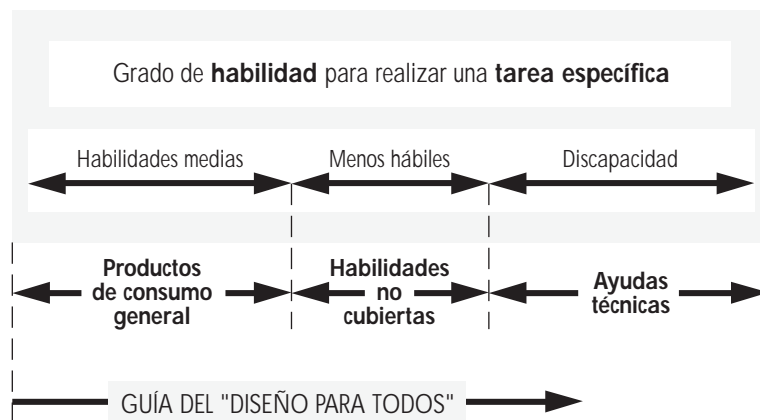 Grado de habilidad para realizar una tarea específica
Habilidades medias
Menos hábiles
Discapacidad
Productos
de consumo
general
Habilidades
no
cubiertas
Ayudas
técnicas
GUÍA DEL "DISEÑO PARA TODOS"